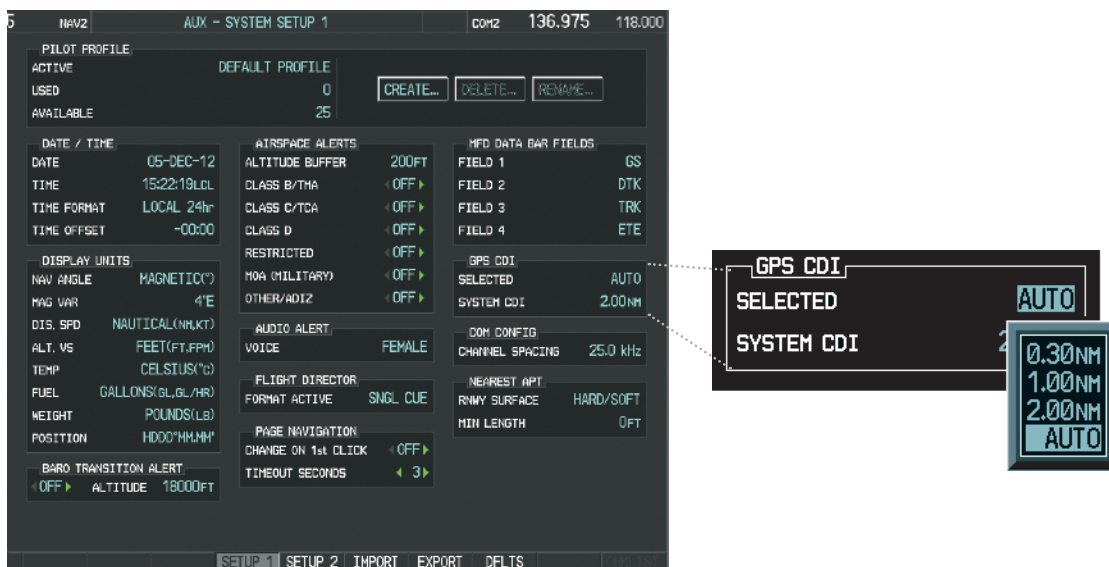 5 NAV2 AUX - SYSTEM SETUP 1 COM2 136.975 118.000
PILOT PROFILE
ACTIVE DEFAULT PROFILE
USED 0
AVAILABLE 25
CREATE... DELETE... RENAME...
DATE / TIME
DATE 05-DEC-12
TIME 15:22:19LCL
TIME FORMAT LOCAL 24hr
TIME OFFSET -00:00
DISPLAY UNITS
NAV ANGLE MAGNETIC(°)
MAG VAR 4°E
DIS, SPD NAUTICAL(NM,KT)
ALT, VS FEET(FT,FPM)
TEMP CELSIUS(°C)
FUEL GALLONS(GL,GL/HR)
WEIGHT POUNDS(LB)
POSITION HDDD°MM.MM'
BARO TRANSITION ALERT
OFF ALTITUDE 18000FT
AIRSPACE ALERTS
ALTITUDE BUFFER 200FT
CLASS B/TMA OFF
CLASS C/TCA OFF
CLASS D OFF
RESTRICTED OFF
MOA (MILITARY) OFF
OTHER/ADIZ OFF
AUDIO ALERT
VOICE FEMALE
FLIGHT DIRECTOR
FORMAT ACTIVE SNGL CUE
PAGE NAVIGATION
CHANGE ON 1st CLICK OFF
TIMEOUT SECONDS 3
MFD DATA BAR FIELDS
FIELD 1 GS
FIELD 2 DTK
FIELD 3 TRK
FIELD 4 ETE
GPS CDI
SELECTED AUTO
SYSTEM CDI 2.00NM
COM CONFIG
CHANNEL SPACING 25.0 kHz
NEAREST APT
RNWY SURFACE HARD/SOFT
MIN LENGTH 0FT
SETUP 1 SETUP 2 IMPORT EXPORT DFLTS CHKLIST
GPS CDI
SELECTED AUTO
SYSTEM CDI 2
0.30NM
1.00NM
2.00NM
AUTO